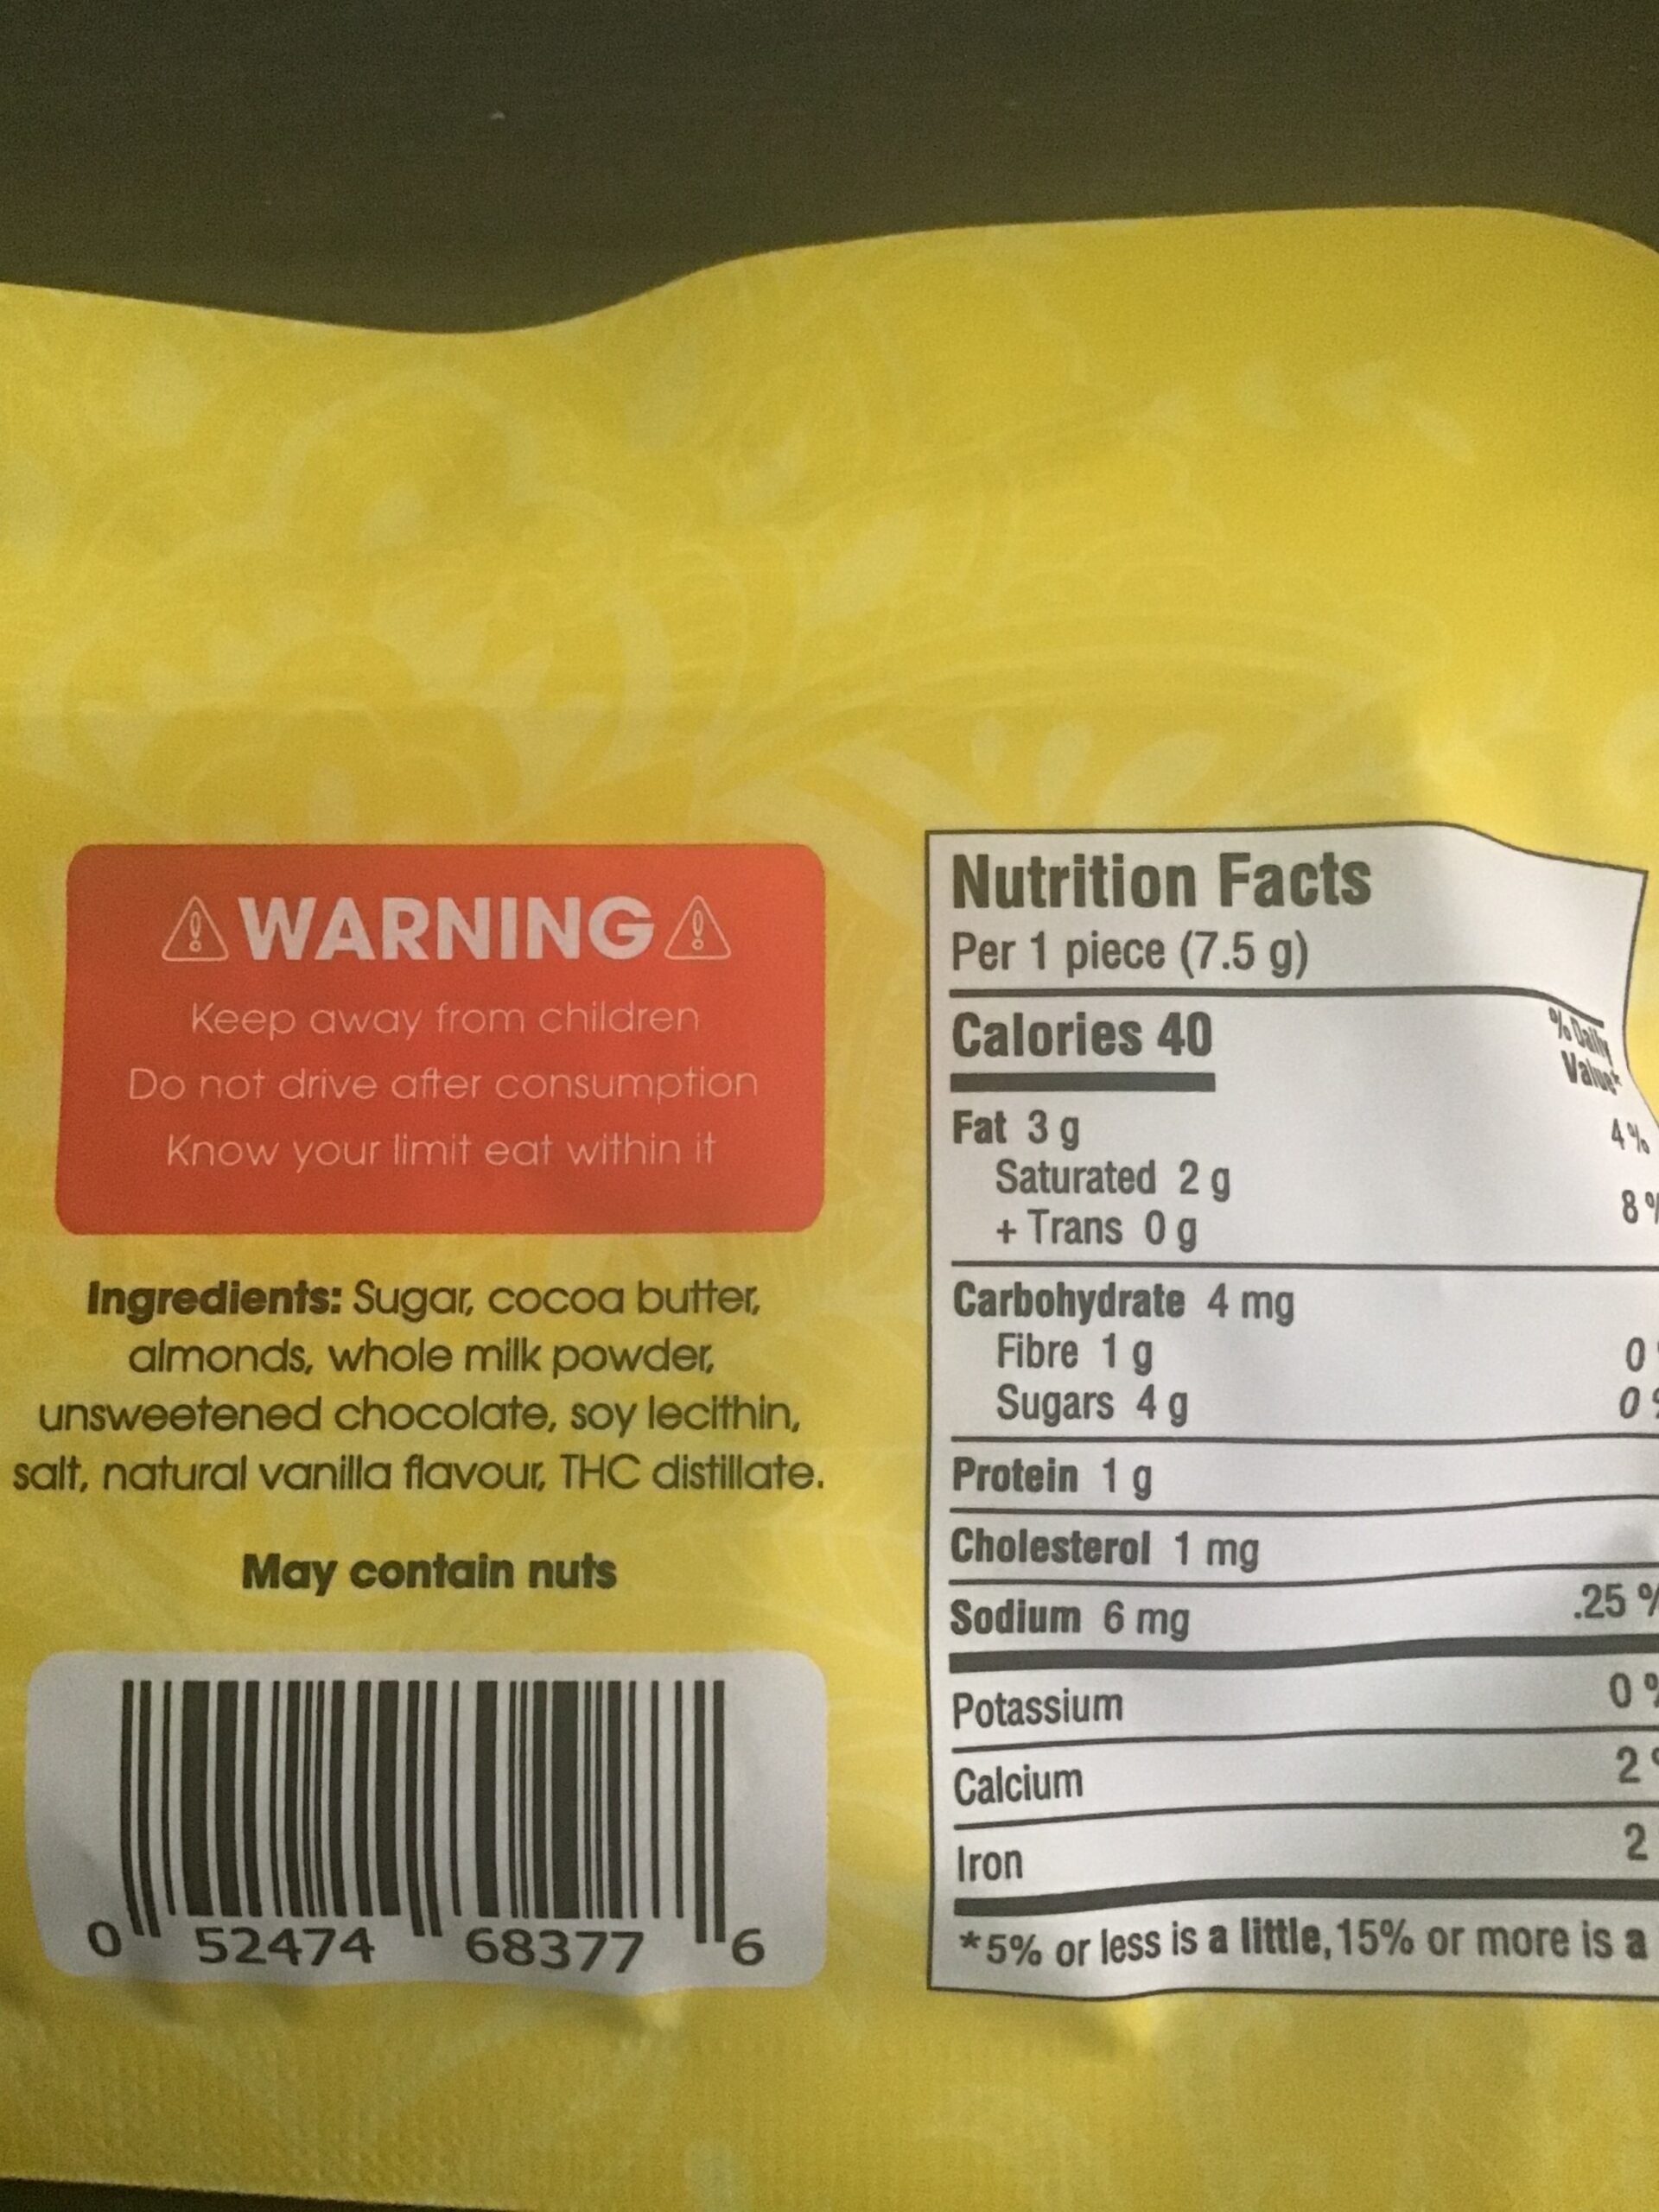 WARNING
Keep away from children
Do not drive after consumption
Know your limit eat within it
Ingredients: Sugar, cocoa butter,
almonds, whole milk powder,
unsweetened chocolate, soy lecithin,
salt, natural vanilla flavour, THC distillate.
May contain nuts
0 52474 68377 6
Nutrition Facts
Per 1 piece (7.5 g)
Calories 40
% Daily
Value*
Fat 3 g 4 %
Saturated 2 g
+ Trans 0 g 8 %
Carbohydrate 4 mg
Fibre 1 g 0
Sugars 4 g 0
Protein 1 g
Cholesterol 1 mg
Sodium 6 mg .25 %
Potassium 0 %
Calcium 2
Iron 2
*5% or less is a little, 15% or more is a